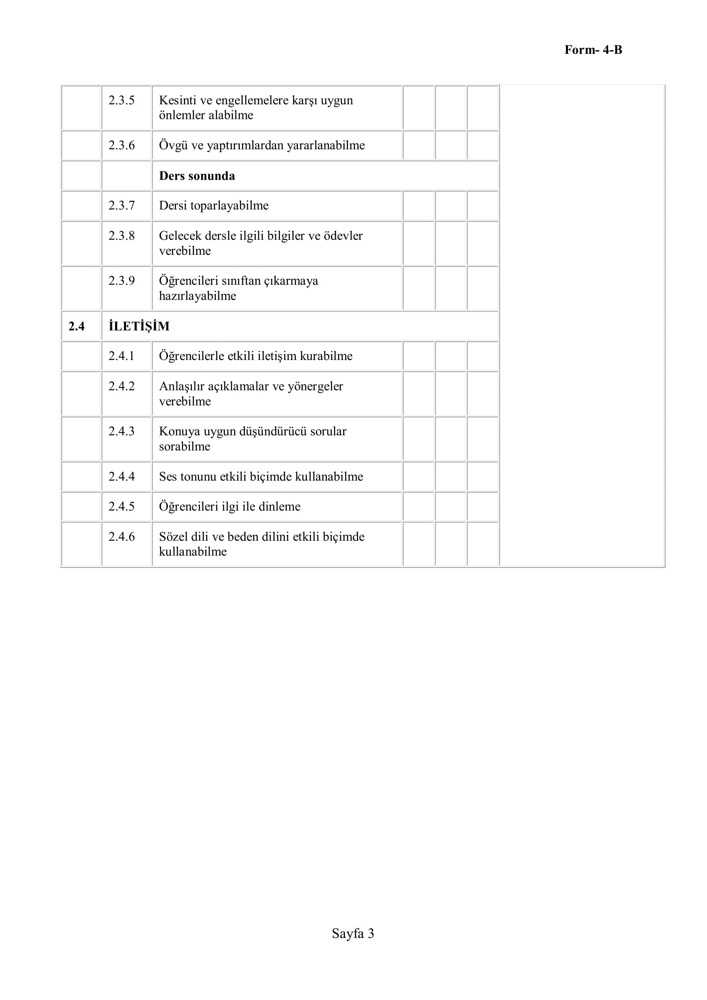 Form- 4-B
2.3.5 Kesinti ve engellemelere karşı uygun
önlemler alabilme
2.3.6 Övgü ve yaptırımlardan yararlanabilme
Ders sonunda
2.3.7 Dersi toparlayabilme
2.3.8 Gelecek dersle ilgili bilgiler ve ödevler
verebilme
2.3.9 Öğrencileri sınıftan çıkarmaya
hazırlayabilme
2.4 İLETİŞİM
2.4.1 Öğrencilerle etkili iletişim kurabilme
2.4.2 Anlaşılır açıklamalar ve yönergeler
verebilme
2.4.3 Konuya uygun düşündürücü sorular
sorabilme
2.4.4 Ses tonunu etkili biçimde kullanabilme
2.4.5 Öğrencileri ilgi ile dinleme
2.4.6 Sözel dili ve beden dilini etkili biçimde
kullanabilme
Sayfa 3